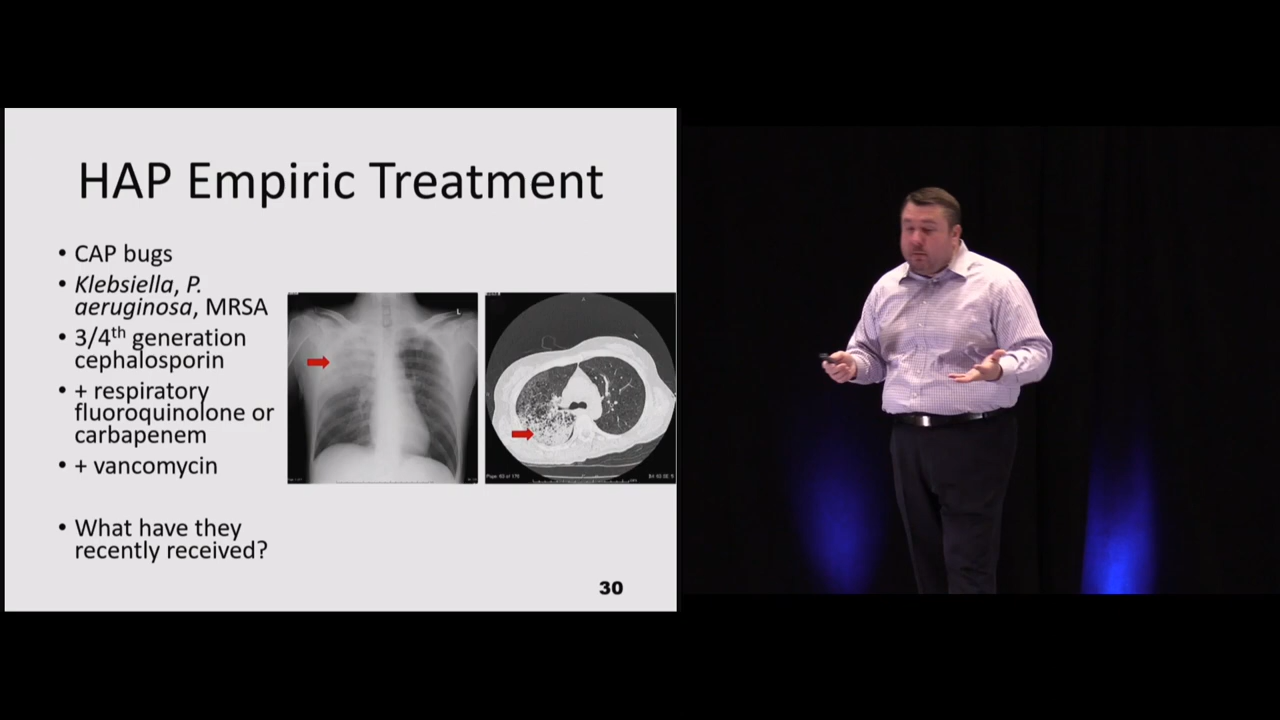 HAP Empiric Treatment
• CAP bugs
• Klebsiella, P.
aeruginosa, MRSA
• 3/4th generation
cephalosporin
• + respiratory
fluoroquinolone or
carbapenem
• + vancomycin
• What have they
recently received?
L
30